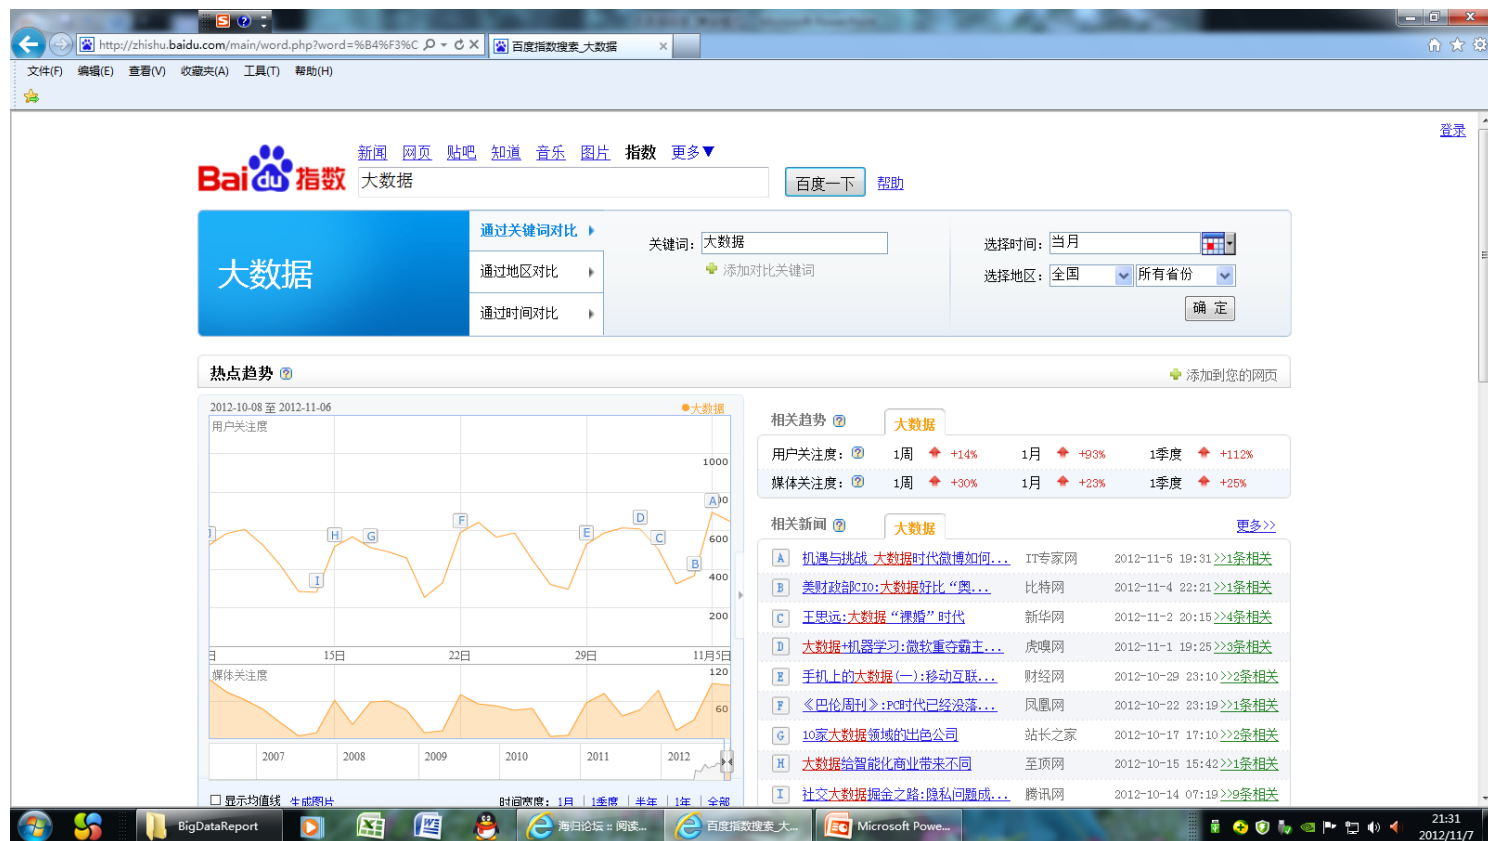 http://zhishu.baidu.com/main/word.php?word=%B4%F3%C
百度指数搜索_大数据
文件(F) 编辑(E) 查看(V) 收藏夹(A) 工具(T) 帮助(H)
登录
新闻 网页 贴吧 知道 音乐 图片 指数 更多▼
Bai du 指数
大数据
百度一下 帮助
大数据
通过关键词对比
通过地区对比
通过时间对比
关键词: 大数据
添加对比关键词
选择时间: 当月
选择地区: 全国 所有省份
确 定
热点趋势
添加到您的网页
2012-10-08 至 2012-11-06 大数据
用户关注度
1000
600
400
200
A
B
C
D
E
F
G
H
I
日 15日 22日 29日 11月5日
媒体关注度
120
60
2007 2008 2009 2010 2011 2012
显示均值线 生成图片 时间宽度: 1月 | 1季度 | 半年 | 1年 | 全部
相关趋势 大数据
用户关注度: 1周 +14% 1月 +93% 1季度 +112%
媒体关注度: 1周 +30% 1月 +23% 1季度 +25%
相关新闻 大数据 更多>>
A 机遇与挑战 大数据时代微博如何... IT专家网 2012-11-5 19:31 >>1条相关
B 美财政部CIO:大数据好比“奥... 比特网 2012-11-4 22:21 >>1条相关
C 王思远:大数据“裸婚”时代 新华网 2012-11-2 20:15 >>4条相关
D 大数据+机器学习:微软重夺霸主... 虎嗅网 2012-11-1 19:25 >>3条相关
E 手机上的大数据(一):移动互联... 财经网 2012-10-29 23:10 >>2条相关
F 《巴伦周刊》:PC时代已经没落... 凤凰网 2012-10-22 23:19 >>1条相关
G 10家大数据领域的出色公司 站长之家 2012-10-17 17:10 >>2条相关
H 大数据给智能化商业带来不同 至顶网 2012-10-15 15:42 >>1条相关
I 社交大数据掘金之路:隐私问题成... 腾讯网 2012-10-14 07:19 >>9条相关
BigDataReport
海归论坛 :: 阅读...
百度指数搜索_大...
Microsoft Powe...
21:31
2012/11/7